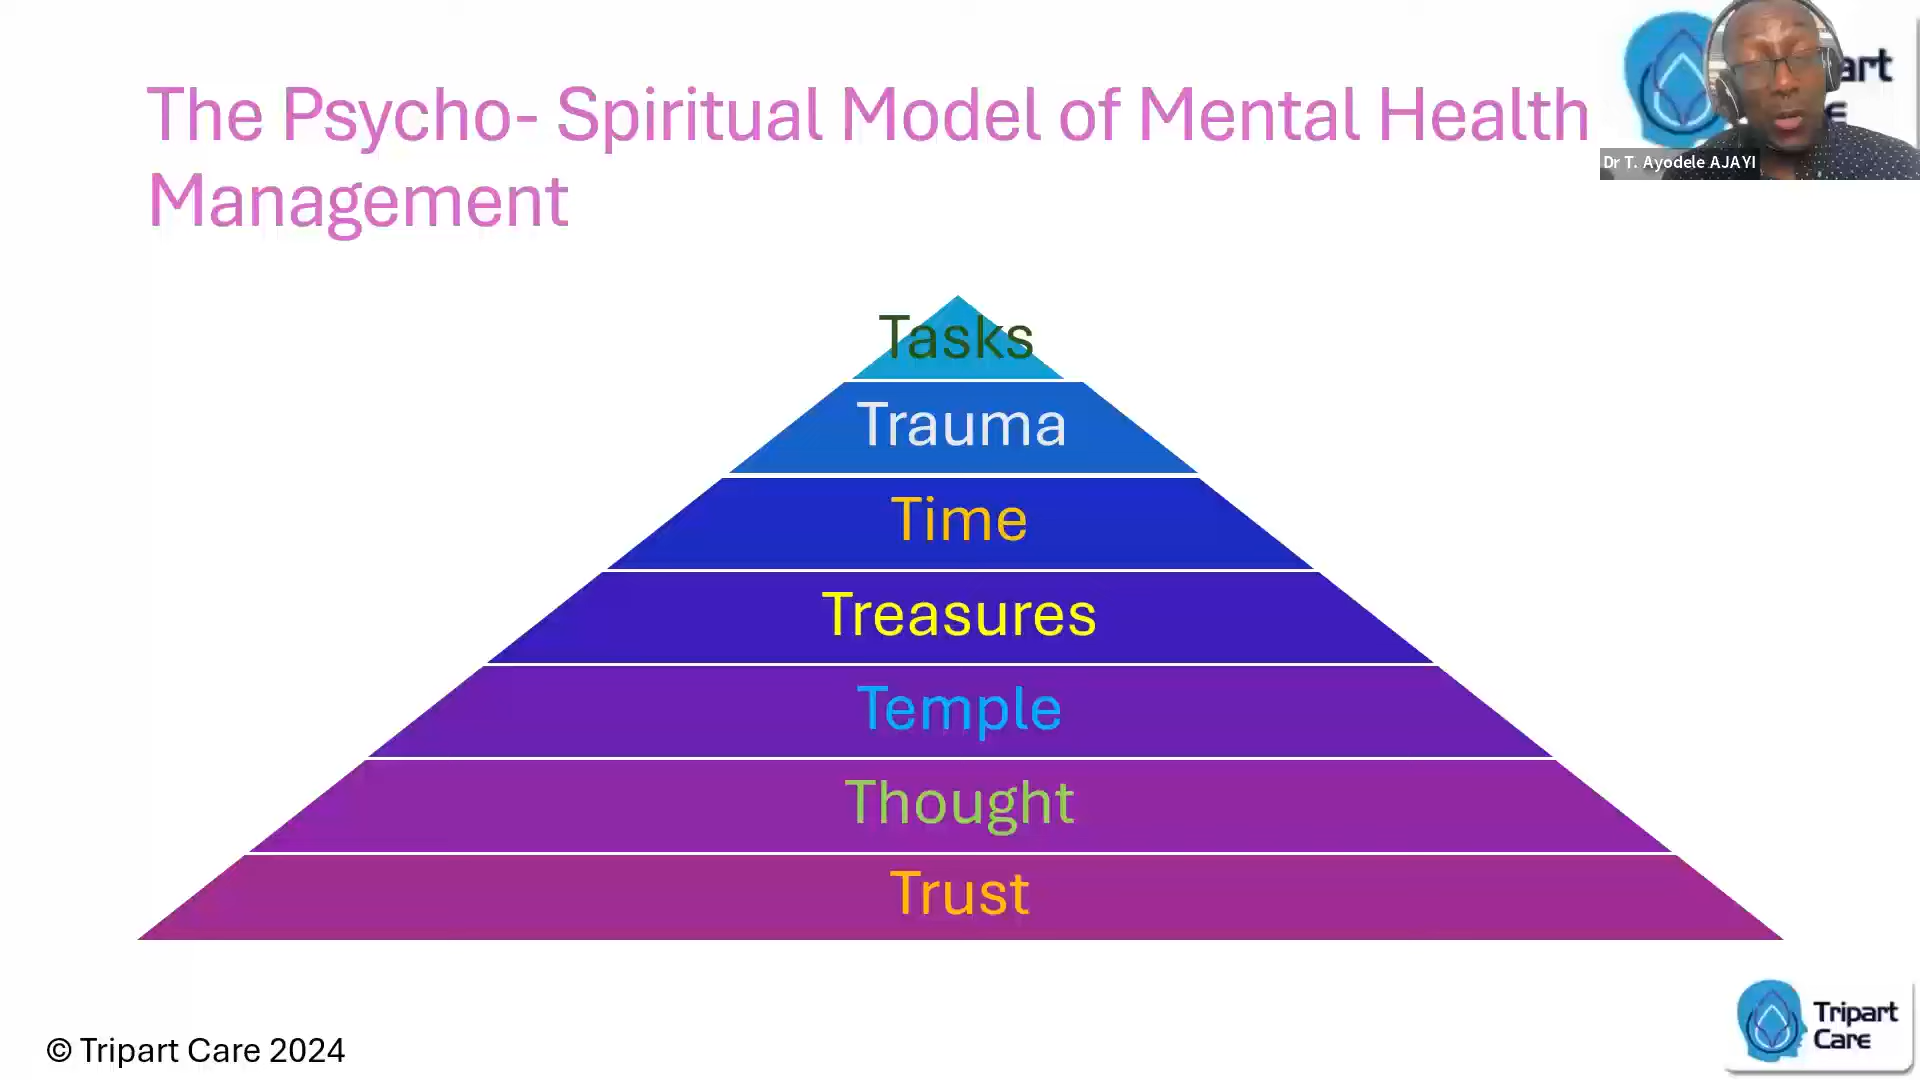 The Psycho- Spiritual Model of Mental Health
Management
art
Dr T. Ayodele AJAYI
Tasks
Trauma
Time
Treasures
Temple
Thought
Trust
© Tripart Care 2024
Tripart
Care